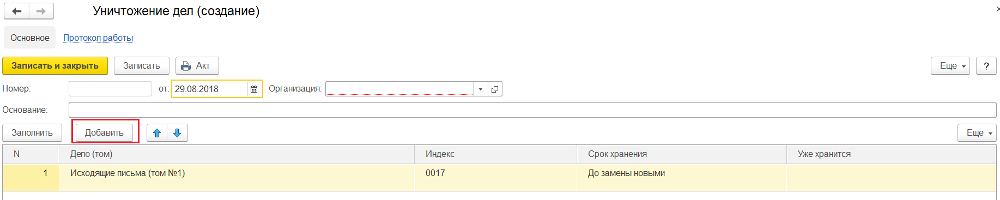 Уничтожение дел (создание)
Основное Протокол работы
Записать и закрыть Записать Акт Еще ?
Номер: от: 29.08.2018 Организация:
Основание:
Заполнить Добавить Еще
N Дело (том) Индекс Срок хранения Уже хранится
1 Исходящие письма (том №1) 0017 До замены новыми